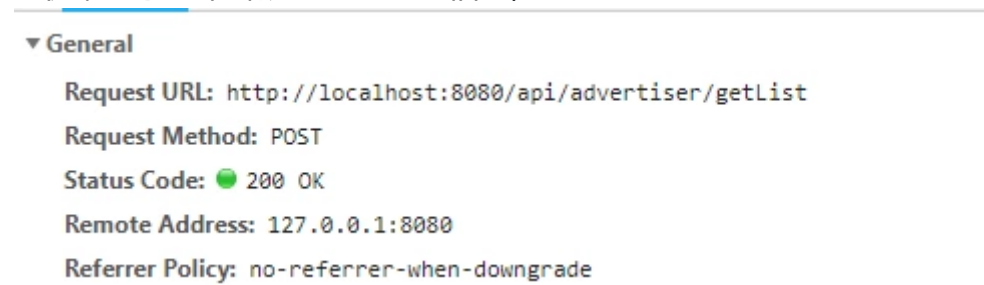 General
Request URL: http://localhost:8080/api/advertiser/getList
Request Method: POST
Status Code: 200 OK
Remote Address: 127.0.0.1:8080
Referrer Policy: no-referrer-when-downgrade